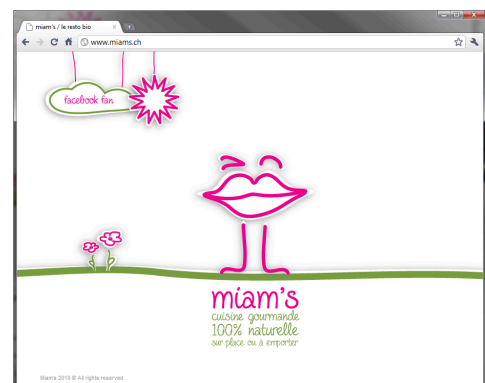 miam's / le resto bio
www.miams.ch
facebook fan
miam's
cuisine gourmande
100% naturelle
sur place ou à emporter
Miam's 2010 © All rights reserved